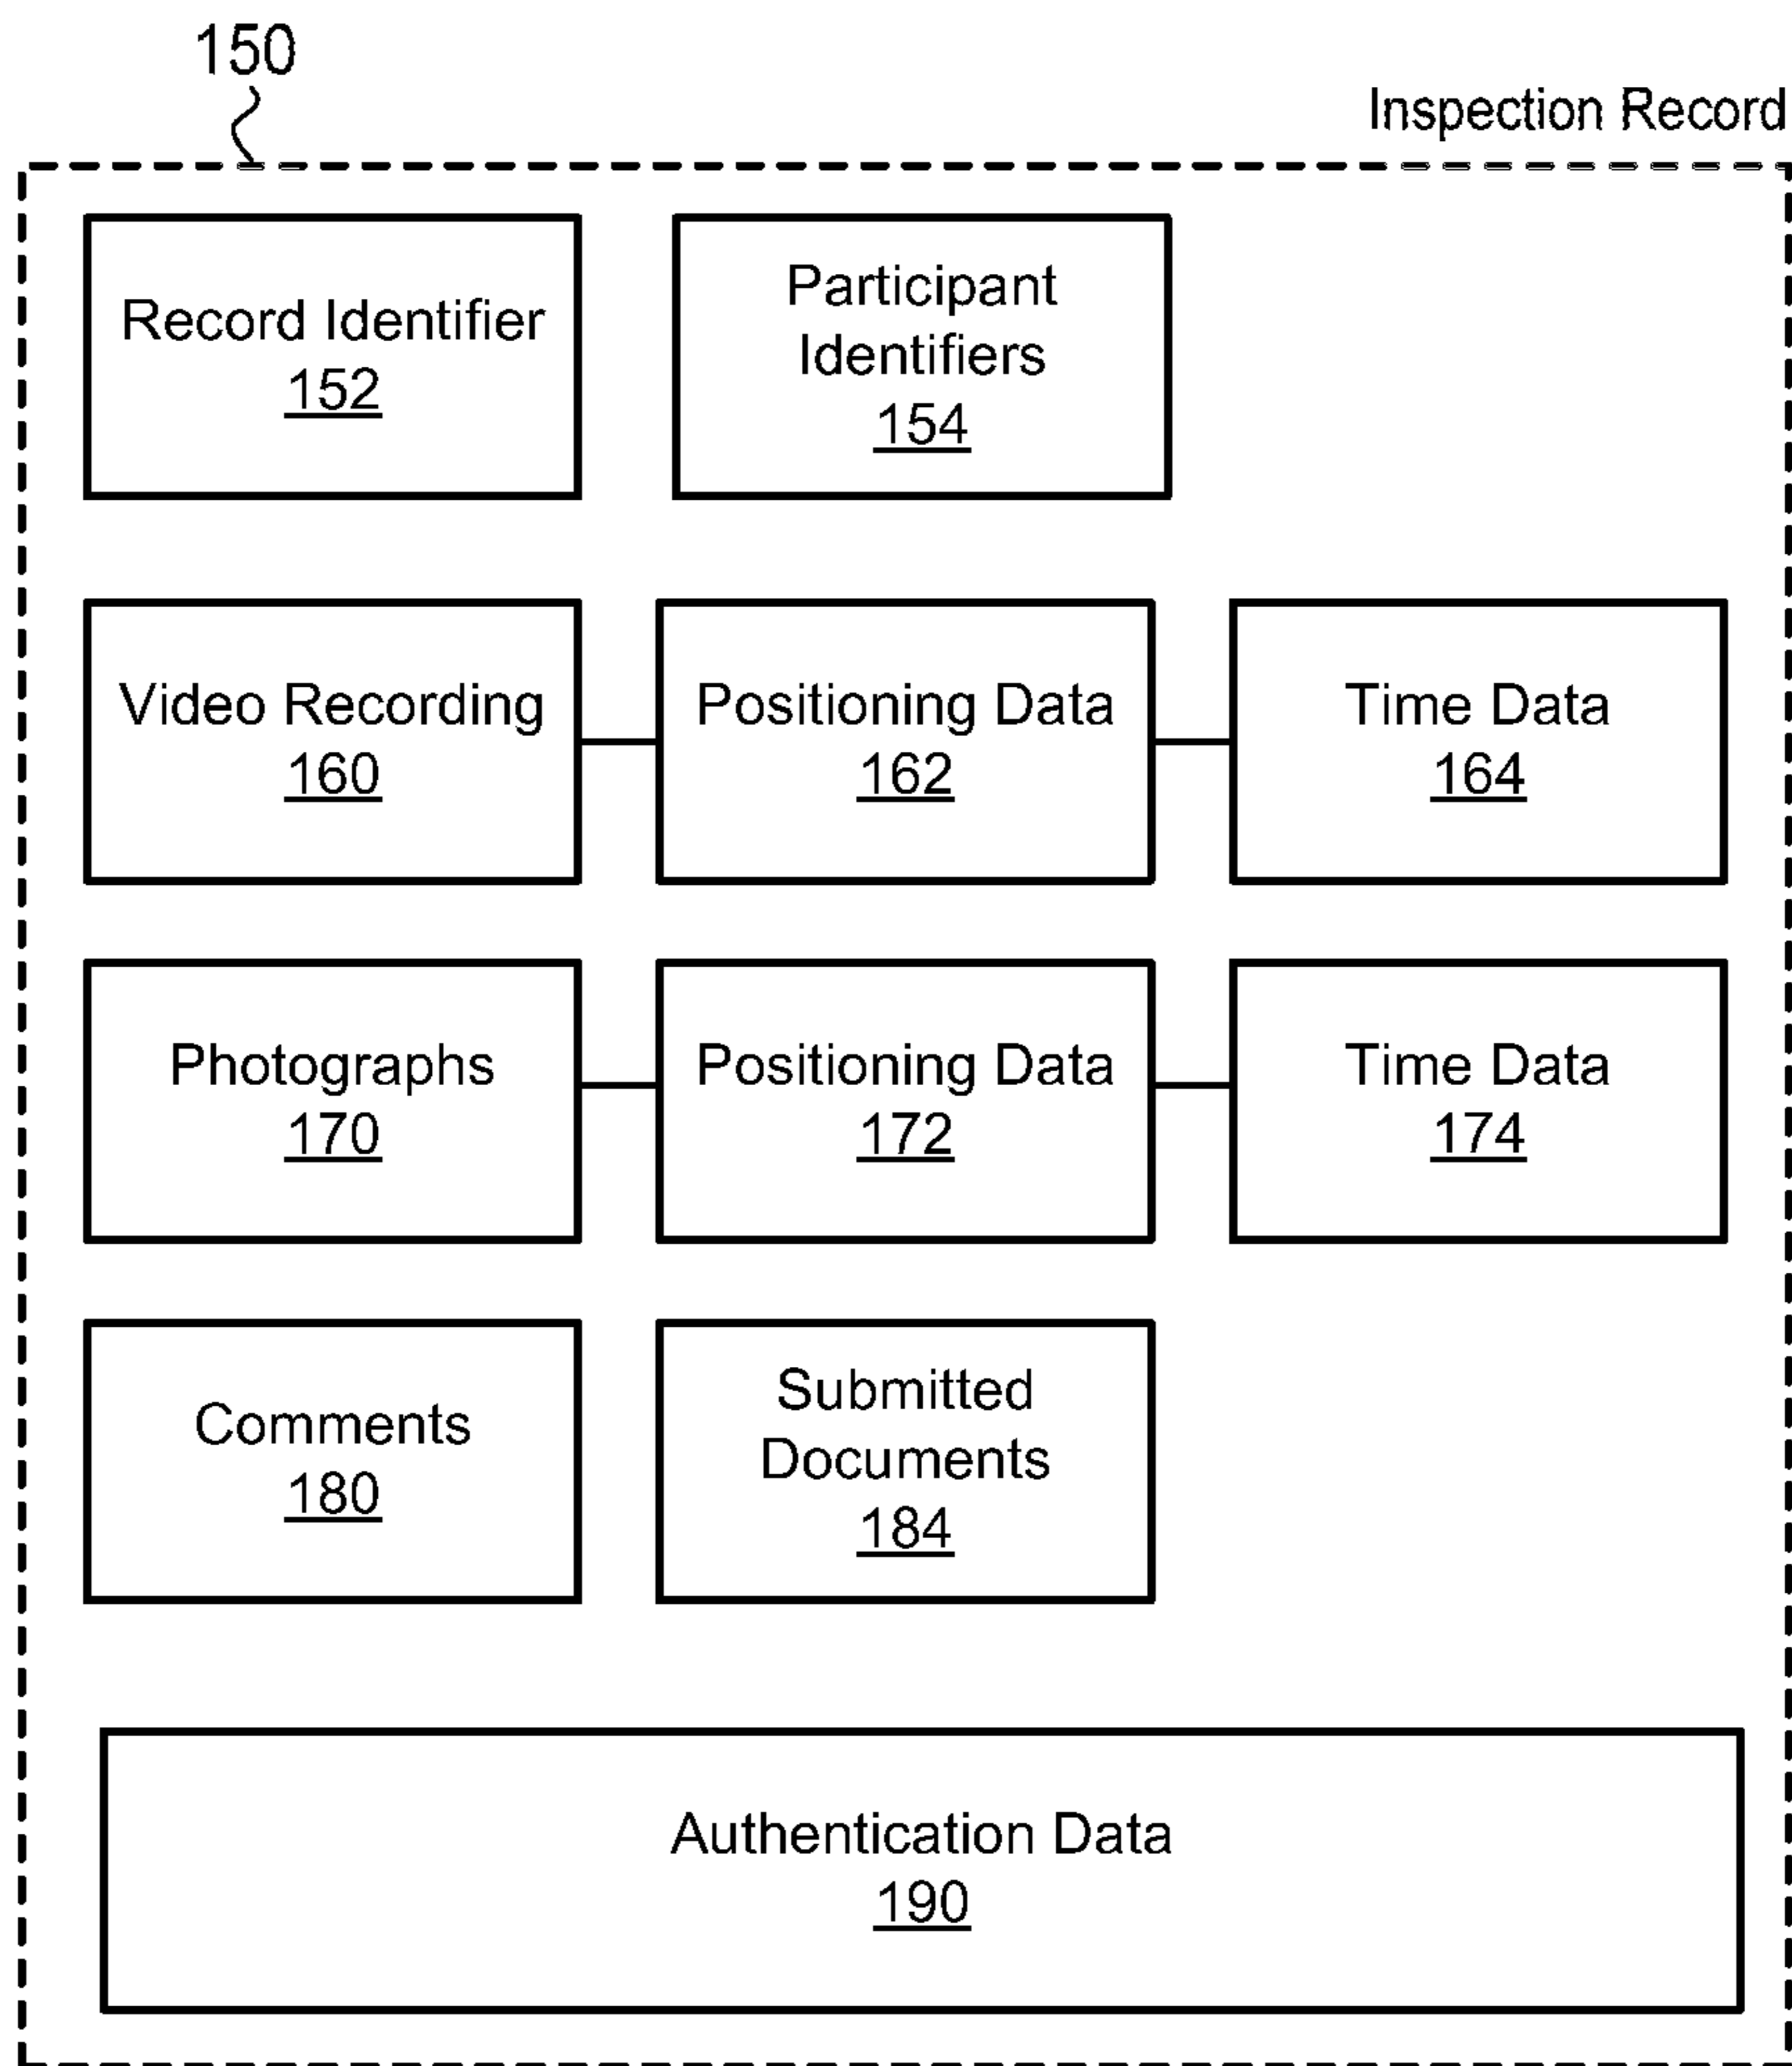 150
Inspection Record
Record Identifier
152
Participant
Identifiers
154
Video Recording
160
Positioning Data
162
Time Data
164
Photographs
170
Positioning Data
172
Time Data
174
Comments
180
Submitted
Documents
184
Authentication Data
190